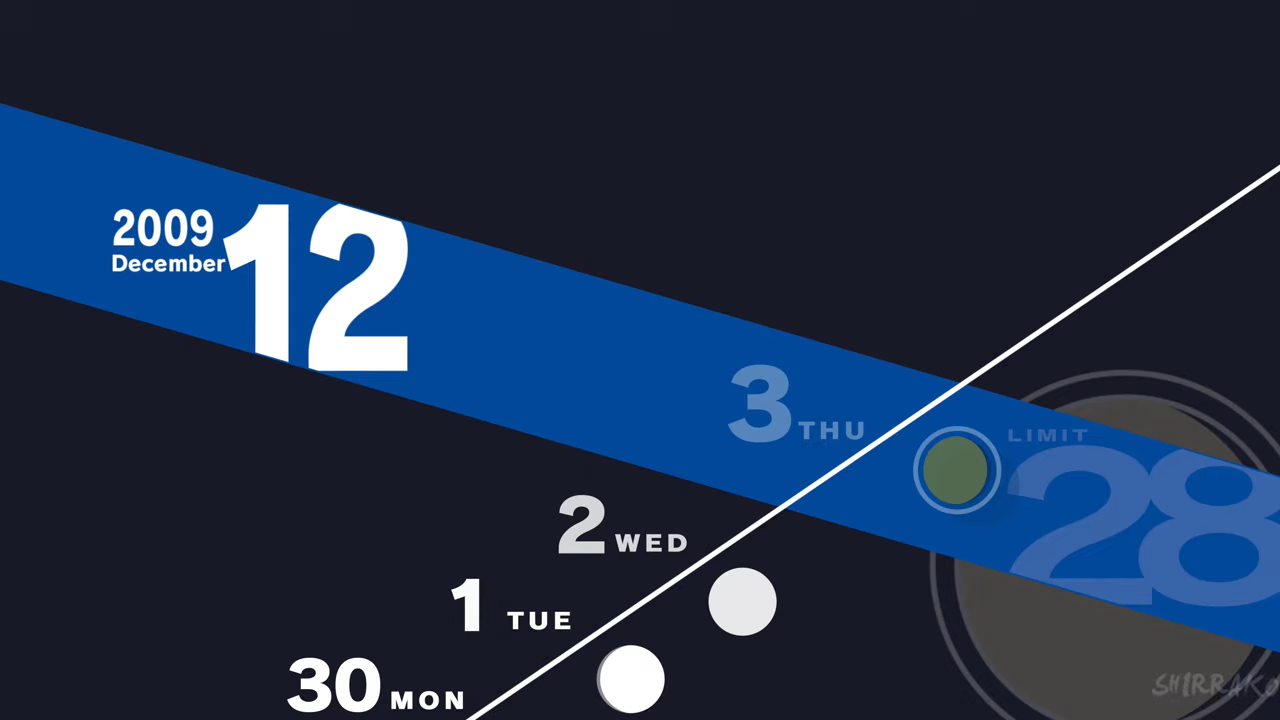 2009
December
12
3 THU
LIMIT
28
2 WED
1 TUE
30 MON
SHIRRAKO